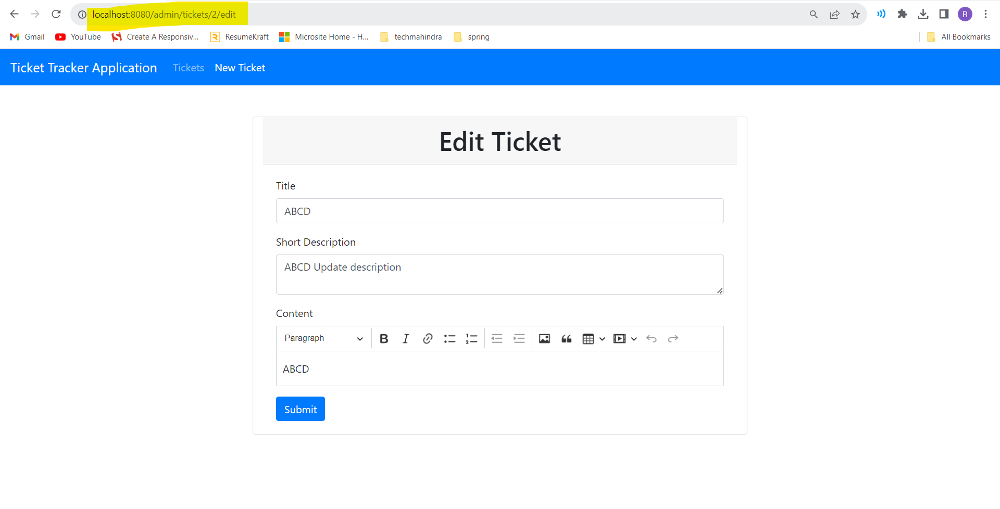 localhost:8080/admin/tickets/2/edit
R
Gmail YouTube Create A Responsiv... ResumeKraft Microsite Home - H... techmahindra spring All Bookmarks
Ticket Tracker Application Tickets New Ticket
Edit Ticket
Title
ABCD
Short Description
ABCD Update description
Content
Paragraph
ABCD
Submit